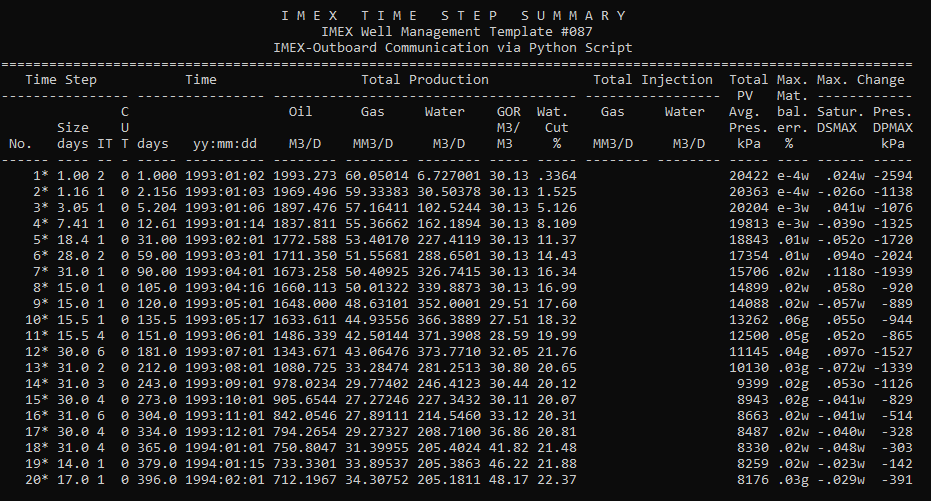 I M E X   T I M E   S T E P   S U M M A R Y
IMEX Well Management Template #087
IMEX-Outboard Communication via Python Script
================================================================================
Time Step Time Total Production Total Injection Total Max. Max. Change
--------------- ---------------- ------------------------------------ ----------------- PV Mat. ------------
C Oil Gas Water GOR Wat. Gas Water Avg. bal. Satur. Pres.
Size U M3/ Cut Pres. err. DSMAX DPMAX
No. days IT T days yy:mm:dd M3/D MM3/D M3/D M3 % MM3/D M3/D kPa % kPa
------ ---- -- - ----- ---------- -------- -------- -------- ----- ----- -------- -------- ----- ---- ------ -----
1* 1.00 2 0 1.000 1993:01:02 1993.273 60.05014 6.727001 30.13 .3364 20422 e-4w .024w -2594
2* 1.16 1 0 2.156 1993:01:03 1969.496 59.33383 30.50378 30.13 1.525 20363 e-4w -.026o -1138
3* 3.05 1 0 5.204 1993:01:06 1897.476 57.16411 102.5244 30.13 5.126 20204 e-3w .041w -1076
4* 7.41 1 0 12.61 1993:01:14 1837.811 55.36662 162.1894 30.13 8.109 19813 e-3w -.039o -1325
5* 18.4 1 0 31.00 1993:02:01 1772.588 53.40170 227.4119 30.13 11.37 18843 .01w -.052o -1720
6* 28.0 2 0 59.00 1993:03:01 1711.350 51.55681 288.6501 30.13 14.43 17354 .01w .094o -2024
7* 31.0 1 0 90.00 1993:04:01 1673.258 50.40925 326.7415 30.13 16.34 15706 .02w .118o -1939
8* 15.0 1 0 105.0 1993:04:16 1660.113 50.01322 339.8873 30.13 16.99 14899 .02w .058o -920
9* 15.0 1 0 120.0 1993:05:01 1648.000 48.63101 352.0001 29.51 17.60 14088 .02w -.057w -889
10* 15.5 1 0 135.5 1993:05:17 1633.611 44.93556 366.3889 27.51 18.32 13262 .06g .055o -944
11* 15.5 4 0 151.0 1993:06:01 1486.339 42.50144 371.3908 28.59 19.99 12500 .05g .052o -865
12* 30.0 6 0 181.0 1993:07:01 1343.671 43.06476 373.7710 32.05 21.76 11145 .04g .097o -1527
13* 31.0 2 0 212.0 1993:08:01 1080.725 33.28474 281.2513 30.80 20.65 10130 .03g -.072w -1339
14* 31.0 3 0 243.0 1993:09:01 978.0234 29.77402 246.4123 30.44 20.12 9399 .02g .053o -1126
15* 30.0 4 0 273.0 1993:10:01 905.6544 27.27246 227.3432 30.11 20.07 8943 .02g -.041w -829
16* 31.0 6 0 304.0 1993:11:01 842.0546 27.89111 214.5460 33.12 20.31 8663 .02w -.041w -514
17* 30.0 4 0 334.0 1993:12:01 794.2654 29.27327 208.7100 36.86 20.81 8487 .02w -.040w -328
18* 31.0 4 0 365.0 1994:01:01 750.8047 31.39955 205.4024 41.82 21.48 8330 .02w -.048w -303
19* 14.0 1 0 379.0 1994:01:15 733.3301 33.89537 205.3863 46.22 21.88 8259 .02w -.023w -142
20* 17.0 1 0 396.0 1994:02:01 712.1967 34.30752 205.1811 48.17 22.37 8176 .03g -.029w -391